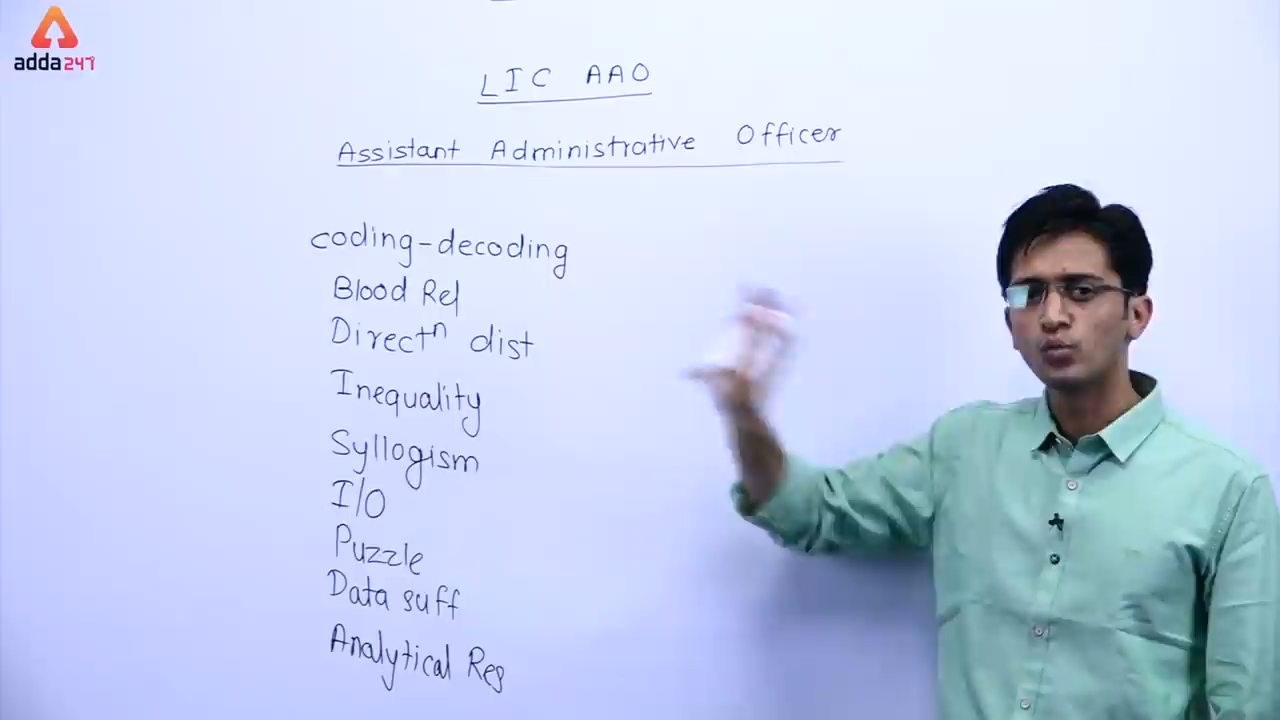 adda247
LIC AAO
Assistant Administrative Officer
coding-decoding
Blood Rel
Directⁿ dist
Inequality
Syllogism
I/O
Puzzle
Data suff
Analytical Res